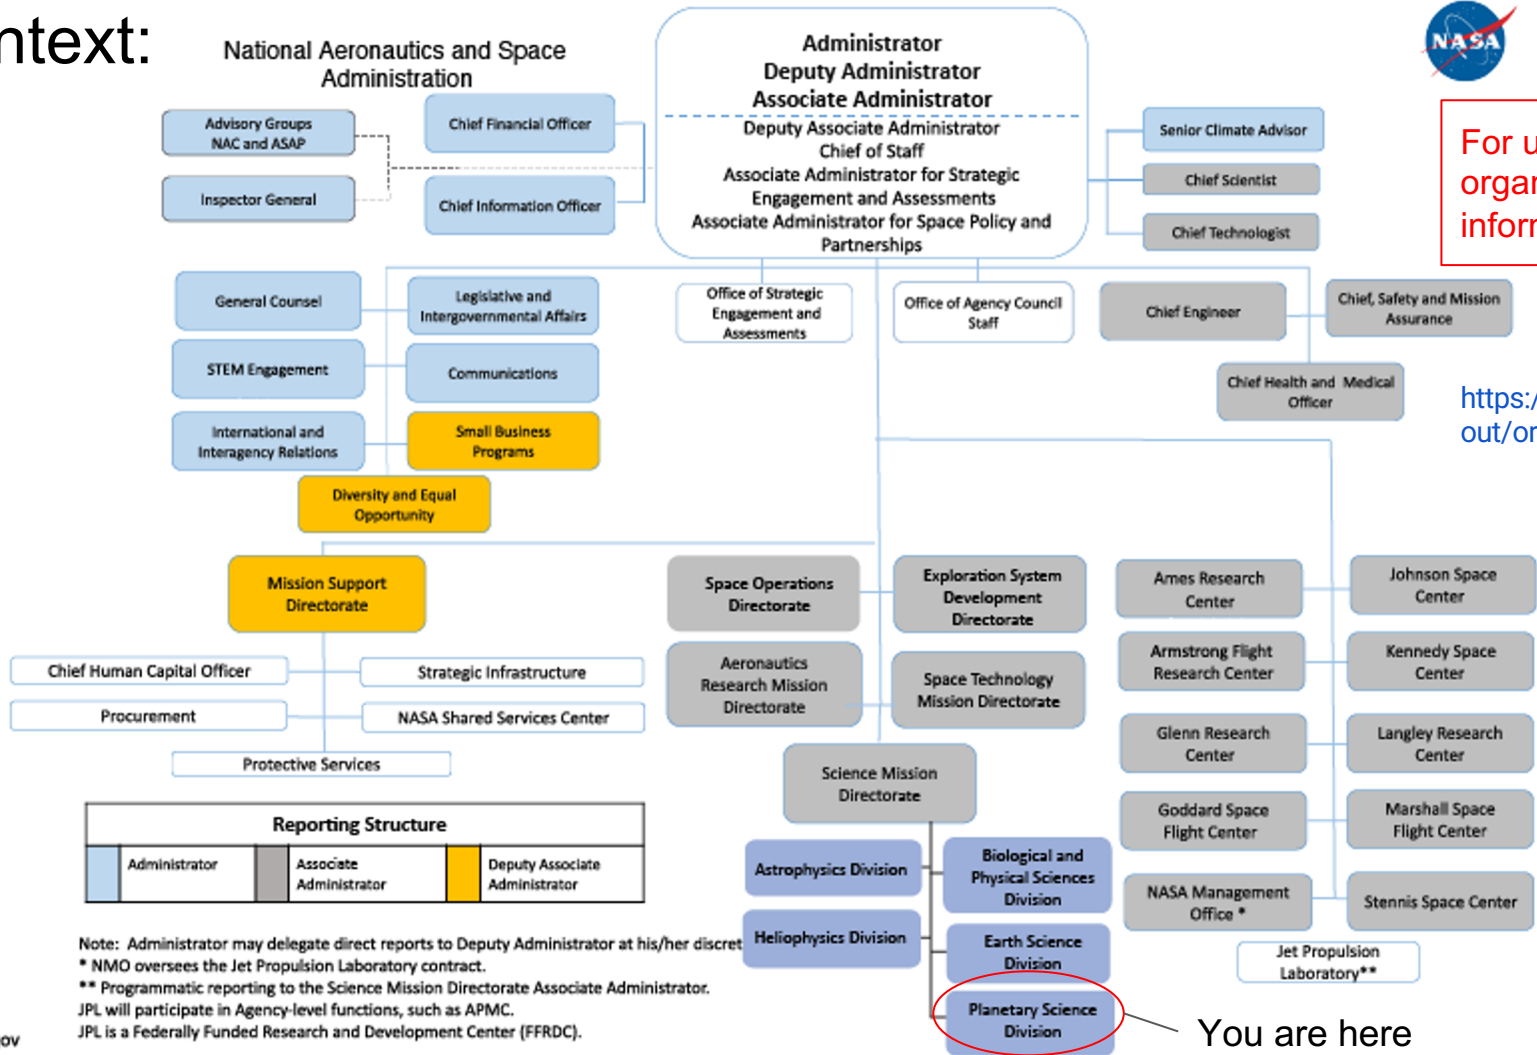 ntext:
National Aeronautics and Space
Administration
Administrator
Deputy Administrator
Associate Administrator
Deputy Associate Administrator
Chief of Staff
Associate Administrator for Strategic
Engagement and Assessments
Associate Administrator for Space Policy and
Partnerships
NASA
Advisory Groups
NAC and ASAP
Chief Financial Officer
Inspector General
Chief Information Officer
Senior Climate Advisor
Chief Scientist
Chief Technologist
For u
organ
inform
General Counsel
Legislative and
Intergovernmental Affairs
STEM Engagement
Communications
International and
Interagency Relations
Small Business
Programs
Diversity and Equal
Opportunity
Office of Strategic
Engagement and
Assessments
Office of Agency Council
Staff
Chief Engineer
Chief, Safety and Mission
Assurance
Chief Health and Medical
Officer
https:/
out/or
Mission Support
Directorate
Chief Human Capital Officer
Strategic Infrastructure
Procurement
NASA Shared Services Center
Protective Services
Space Operations
Directorate
Exploration System
Development
Directorate
Aeronautics
Research Mission
Directorate
Space Technology
Mission Directorate
Science Mission
Directorate
Astrophysics Division
Biological and
Physical Sciences
Division
Heliophysics Division
Earth Science
Division
Planetary Science
Division
You are here
Ames Research
Center
Johnson Space
Center
Armstrong Flight
Research Center
Kennedy Space
Center
Glenn Research
Center
Langley Research
Center
Goddard Space
Flight Center
Marshall Space
Flight Center
NASA Management
Office *
Stennis Space Center
Jet Propulsion
Laboratory**
Reporting Structure
Administrator
Associate
Administrator
Deputy Associate
Administrator
Note: Administrator may delegate direct reports to Deputy Administrator at his/her discret
* NMO oversees the Jet Propulsion Laboratory contract.
** Programmatic reporting to the Science Mission Directorate Associate Administrator.
JPL will participate in Agency-level functions, such as APMC.
JPL is a Federally Funded Research and Development Center (FFRDC).
ov